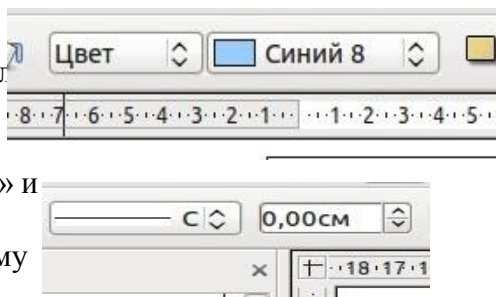 Цвет Синий 8
8 7 6 5 4 3 2 1 1 2 3 4 5
» и
С 0,00см
му
18 17 1